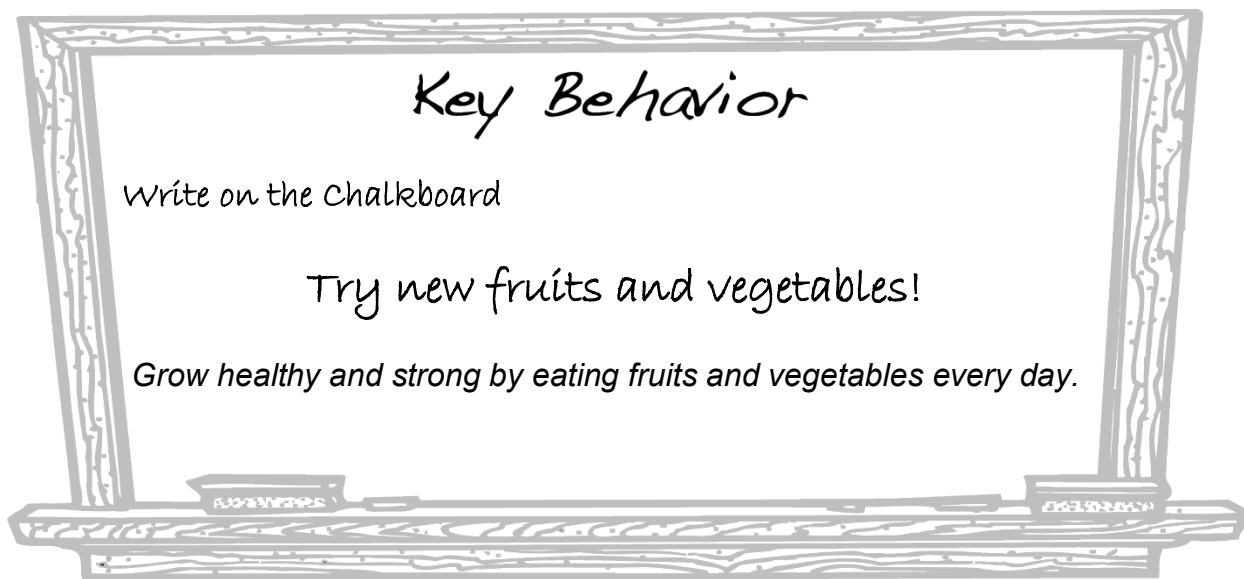 Key Behavior
Write on the Chalkboard
Try new fruits and vegetables!
Grow healthy and strong by eating fruits and vegetables every day.